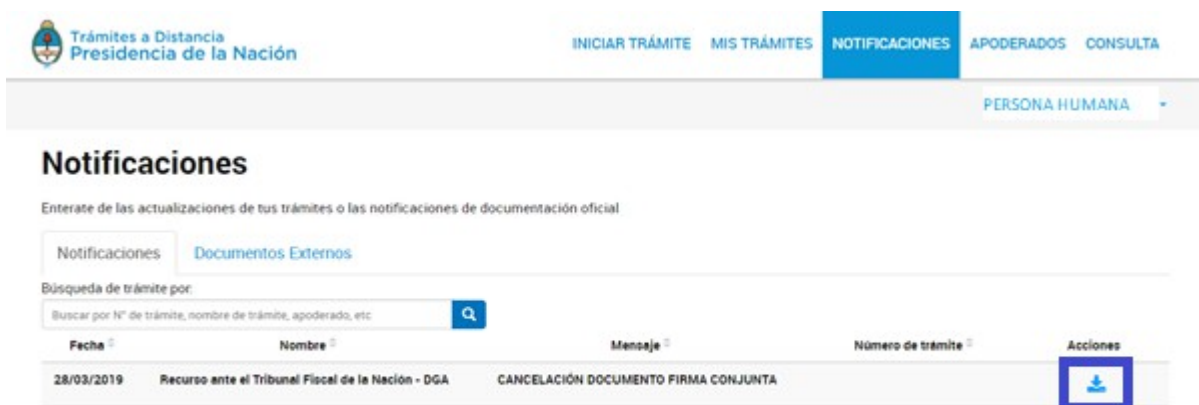 Trámites a Distancia
Presidencia de la Nación
INICIAR TRÁMITE MIS TRÁMITES NOTIFICACIONES APODERADOS CONSULTA
PERSONA HUMANA
Notificaciones
Enterate de las actualizaciones de tus trámites o las notificaciones de documentación oficial
Notificaciones Documentos Externos
Búsqueda de trámite por:
Buscar por N° de trámite, nombre de trámite, apoderado, etc
Fecha Nombre Mensaje Número de trámite Acciones
28/03/2019 Recurso ante el Tribunal Fiscal de la Nación - DGA CANCELACIÓN DOCUMENTO FIRMA CONJUNTA